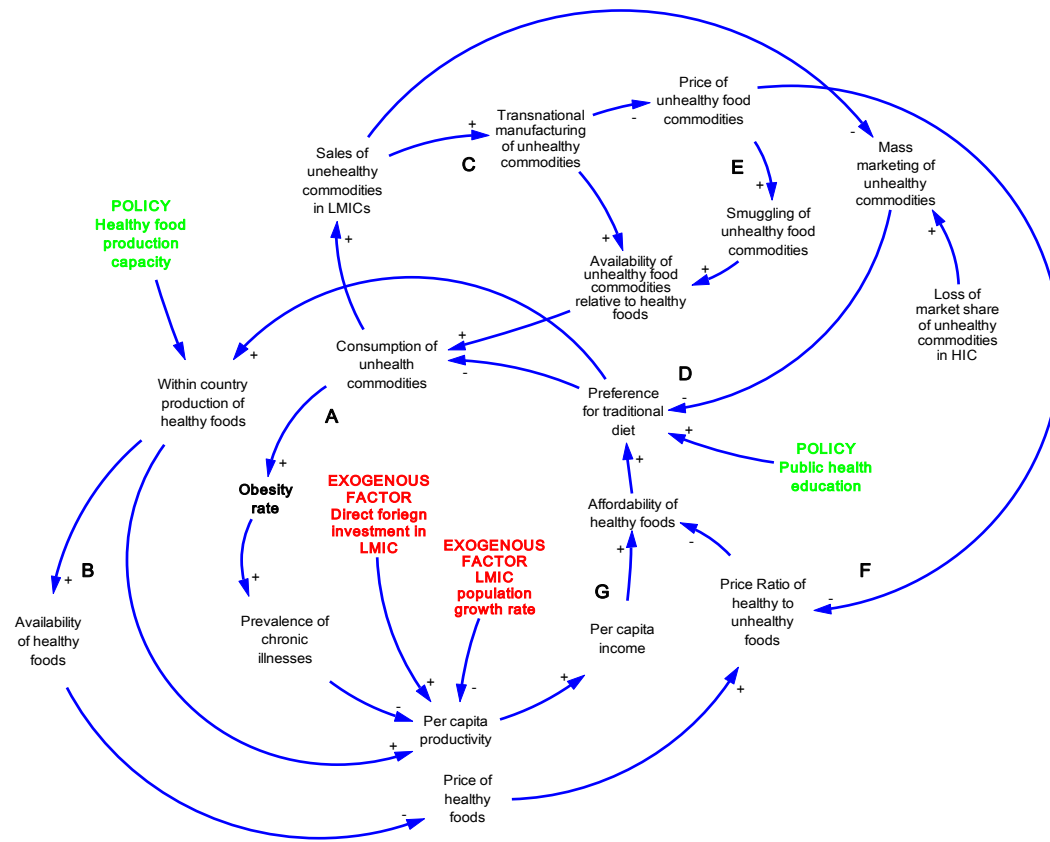 Price of
unhealthy food
commodities
+
-
Transnational
manufacturing
of unhealthy
commodities
-
C
Sales of
unehealthy
commodities
in LMICs
E
+
Mass
marketing of
unhealthy
commodities
POLICY
Healthy food
production
capacity
Smuggling of
unhealthy food
commodities
+
+
+
+
Availability of
unhealthy food
commodities
relative to healthy
foods
Loss of
market share
of unhealthy
commodities
in HIC
+
+
-
Consumption of
unhealth
commodities
Within country
production of
healthy foods
D
Preference
for traditional
diet
-
+
A
+
+
POLICY
Public health
education
Obesity
rate
EXOGENOUS
FACTOR
Direct foriegn
investment in
LMIC
Affordability of
healthy foods
+
-
EXOGENOUS
FACTOR
LMIC
population
growth rate
B
+
+
G
F
Price Ratio of
healthy to
unhealthy
foods
-
Availability
of healthy
foods
Prevalence of
chronic
illnesses
Per capita
income
+
+
-
+
-
Per capita
productivity
+
Price of
healthy
foods
-